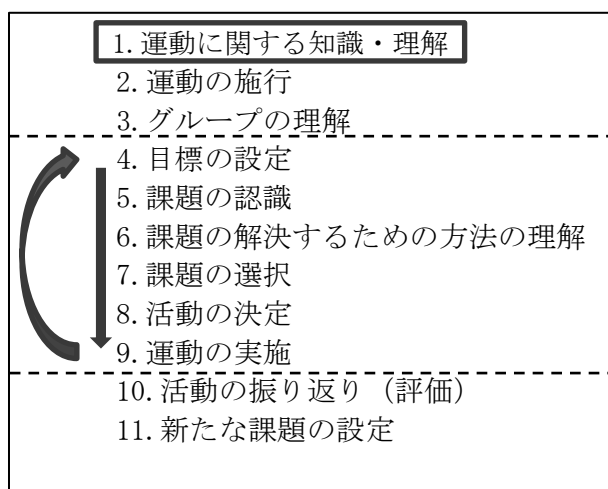 1.運動に関する知識・理解
2.運動の施行
3.グループの理解
4.目標の設定
5.課題の認識
6.課題の解決するための方法の理解
7.課題の選択
8.活動の決定
9.運動の実施
10.活動の振り返り（評価）
11.新たな課題の設定